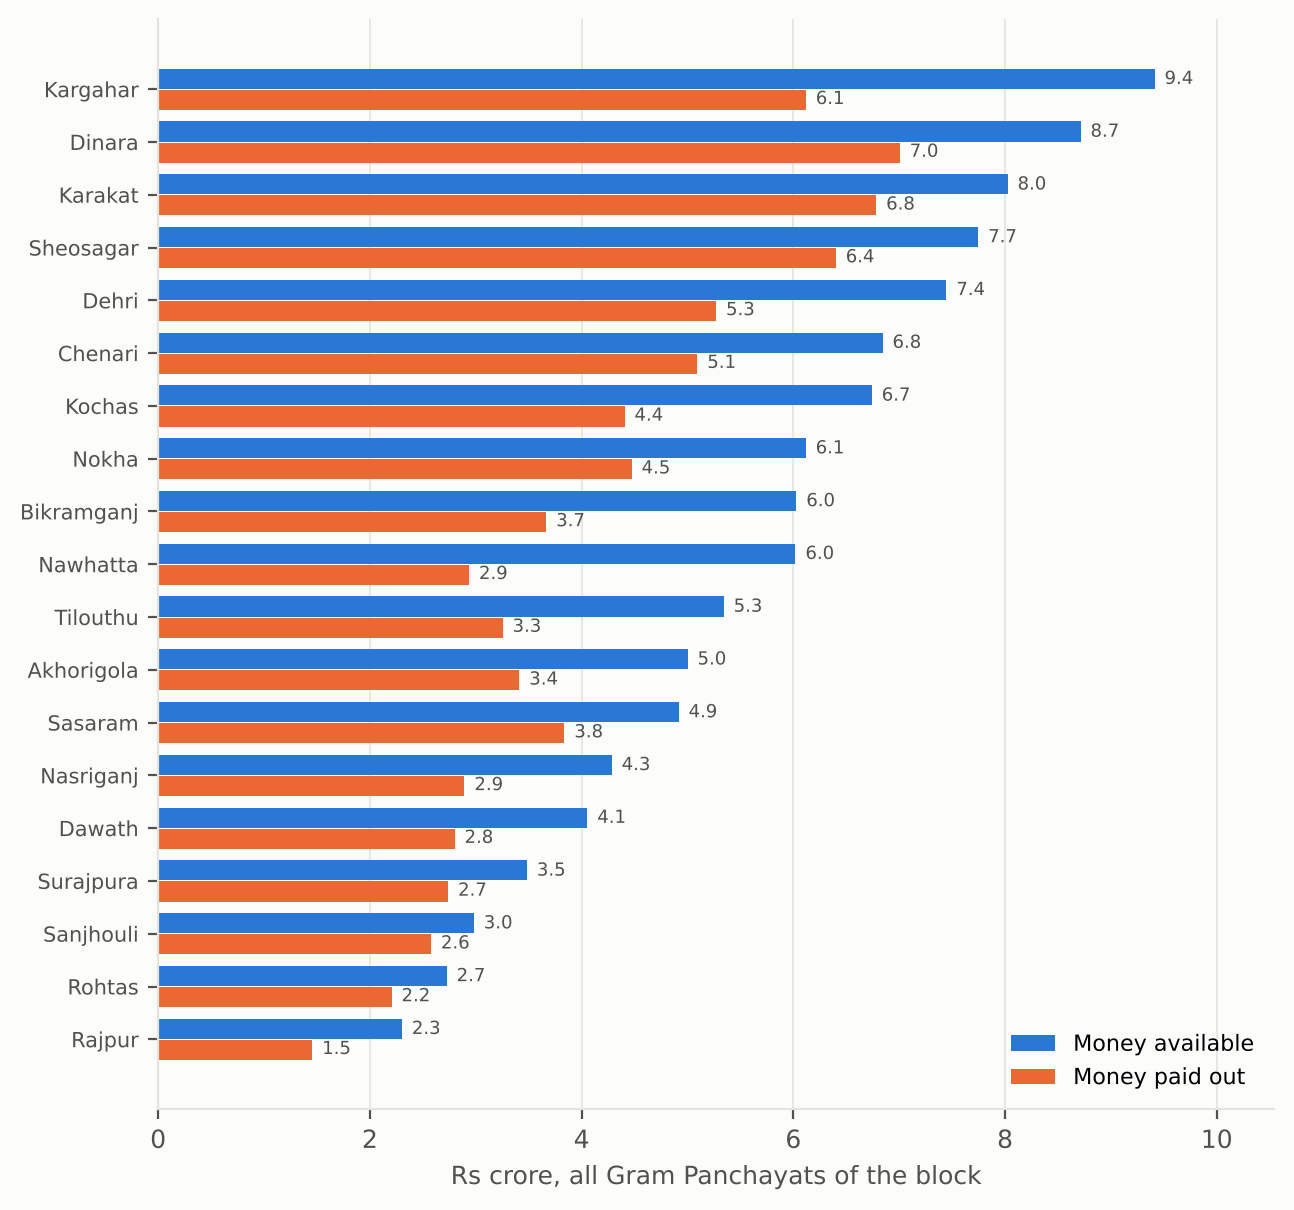 Kargahar 9.4
6.1
Dinara 8.7
7.0
Karakat 8.0
6.8
Sheosagar 7.7
6.4
Dehri 7.4
5.3
Chenari 6.8
5.1
Kochas 6.7
4.4
Nokha 6.1
4.5
Bikramganj 6.0
3.7
Nawhatta 6.0
2.9
Tilouthu 5.3
3.3
Akhorigola 5.0
3.4
Sasaram 4.9
3.8
Nasriganj 4.3
2.9
Dawath 4.1
2.8
Surajpura 3.5
2.7
Sanjhouli 3.0
2.6
Rohtas 2.7
2.2
Rajpur 2.3
1.5
Money available
Money paid out
0 2 4 6 8 10
Rs crore, all Gram Panchayats of the block